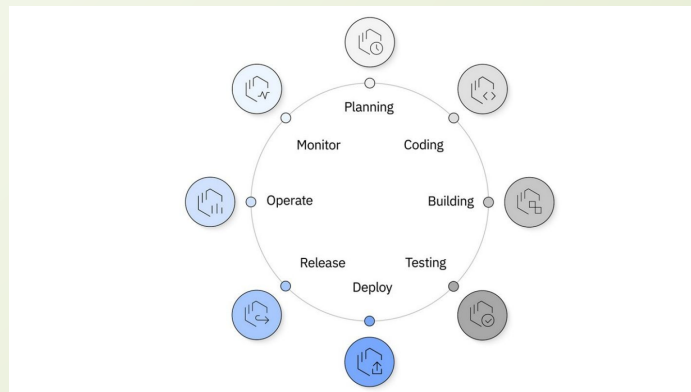 Planning
Monitor
Coding
Operate
Building
Release
Testing
Deploy